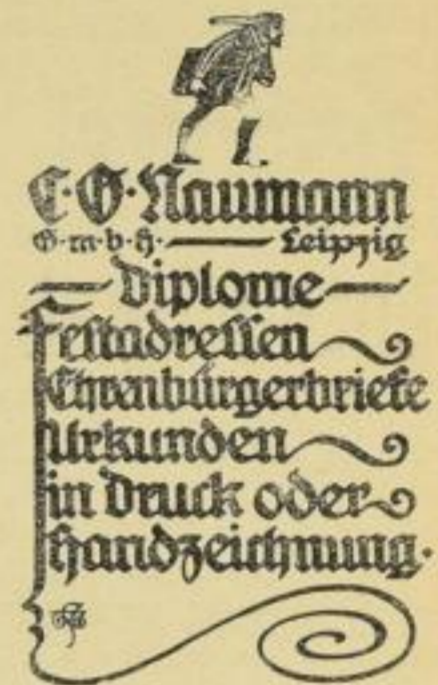 C·G·Naumann
G·m·b·H· Leipzig
Diplome
Festadressen
Ehrenbürgerbriefe
Urkunden
in Druck oder
Handzeichnung.